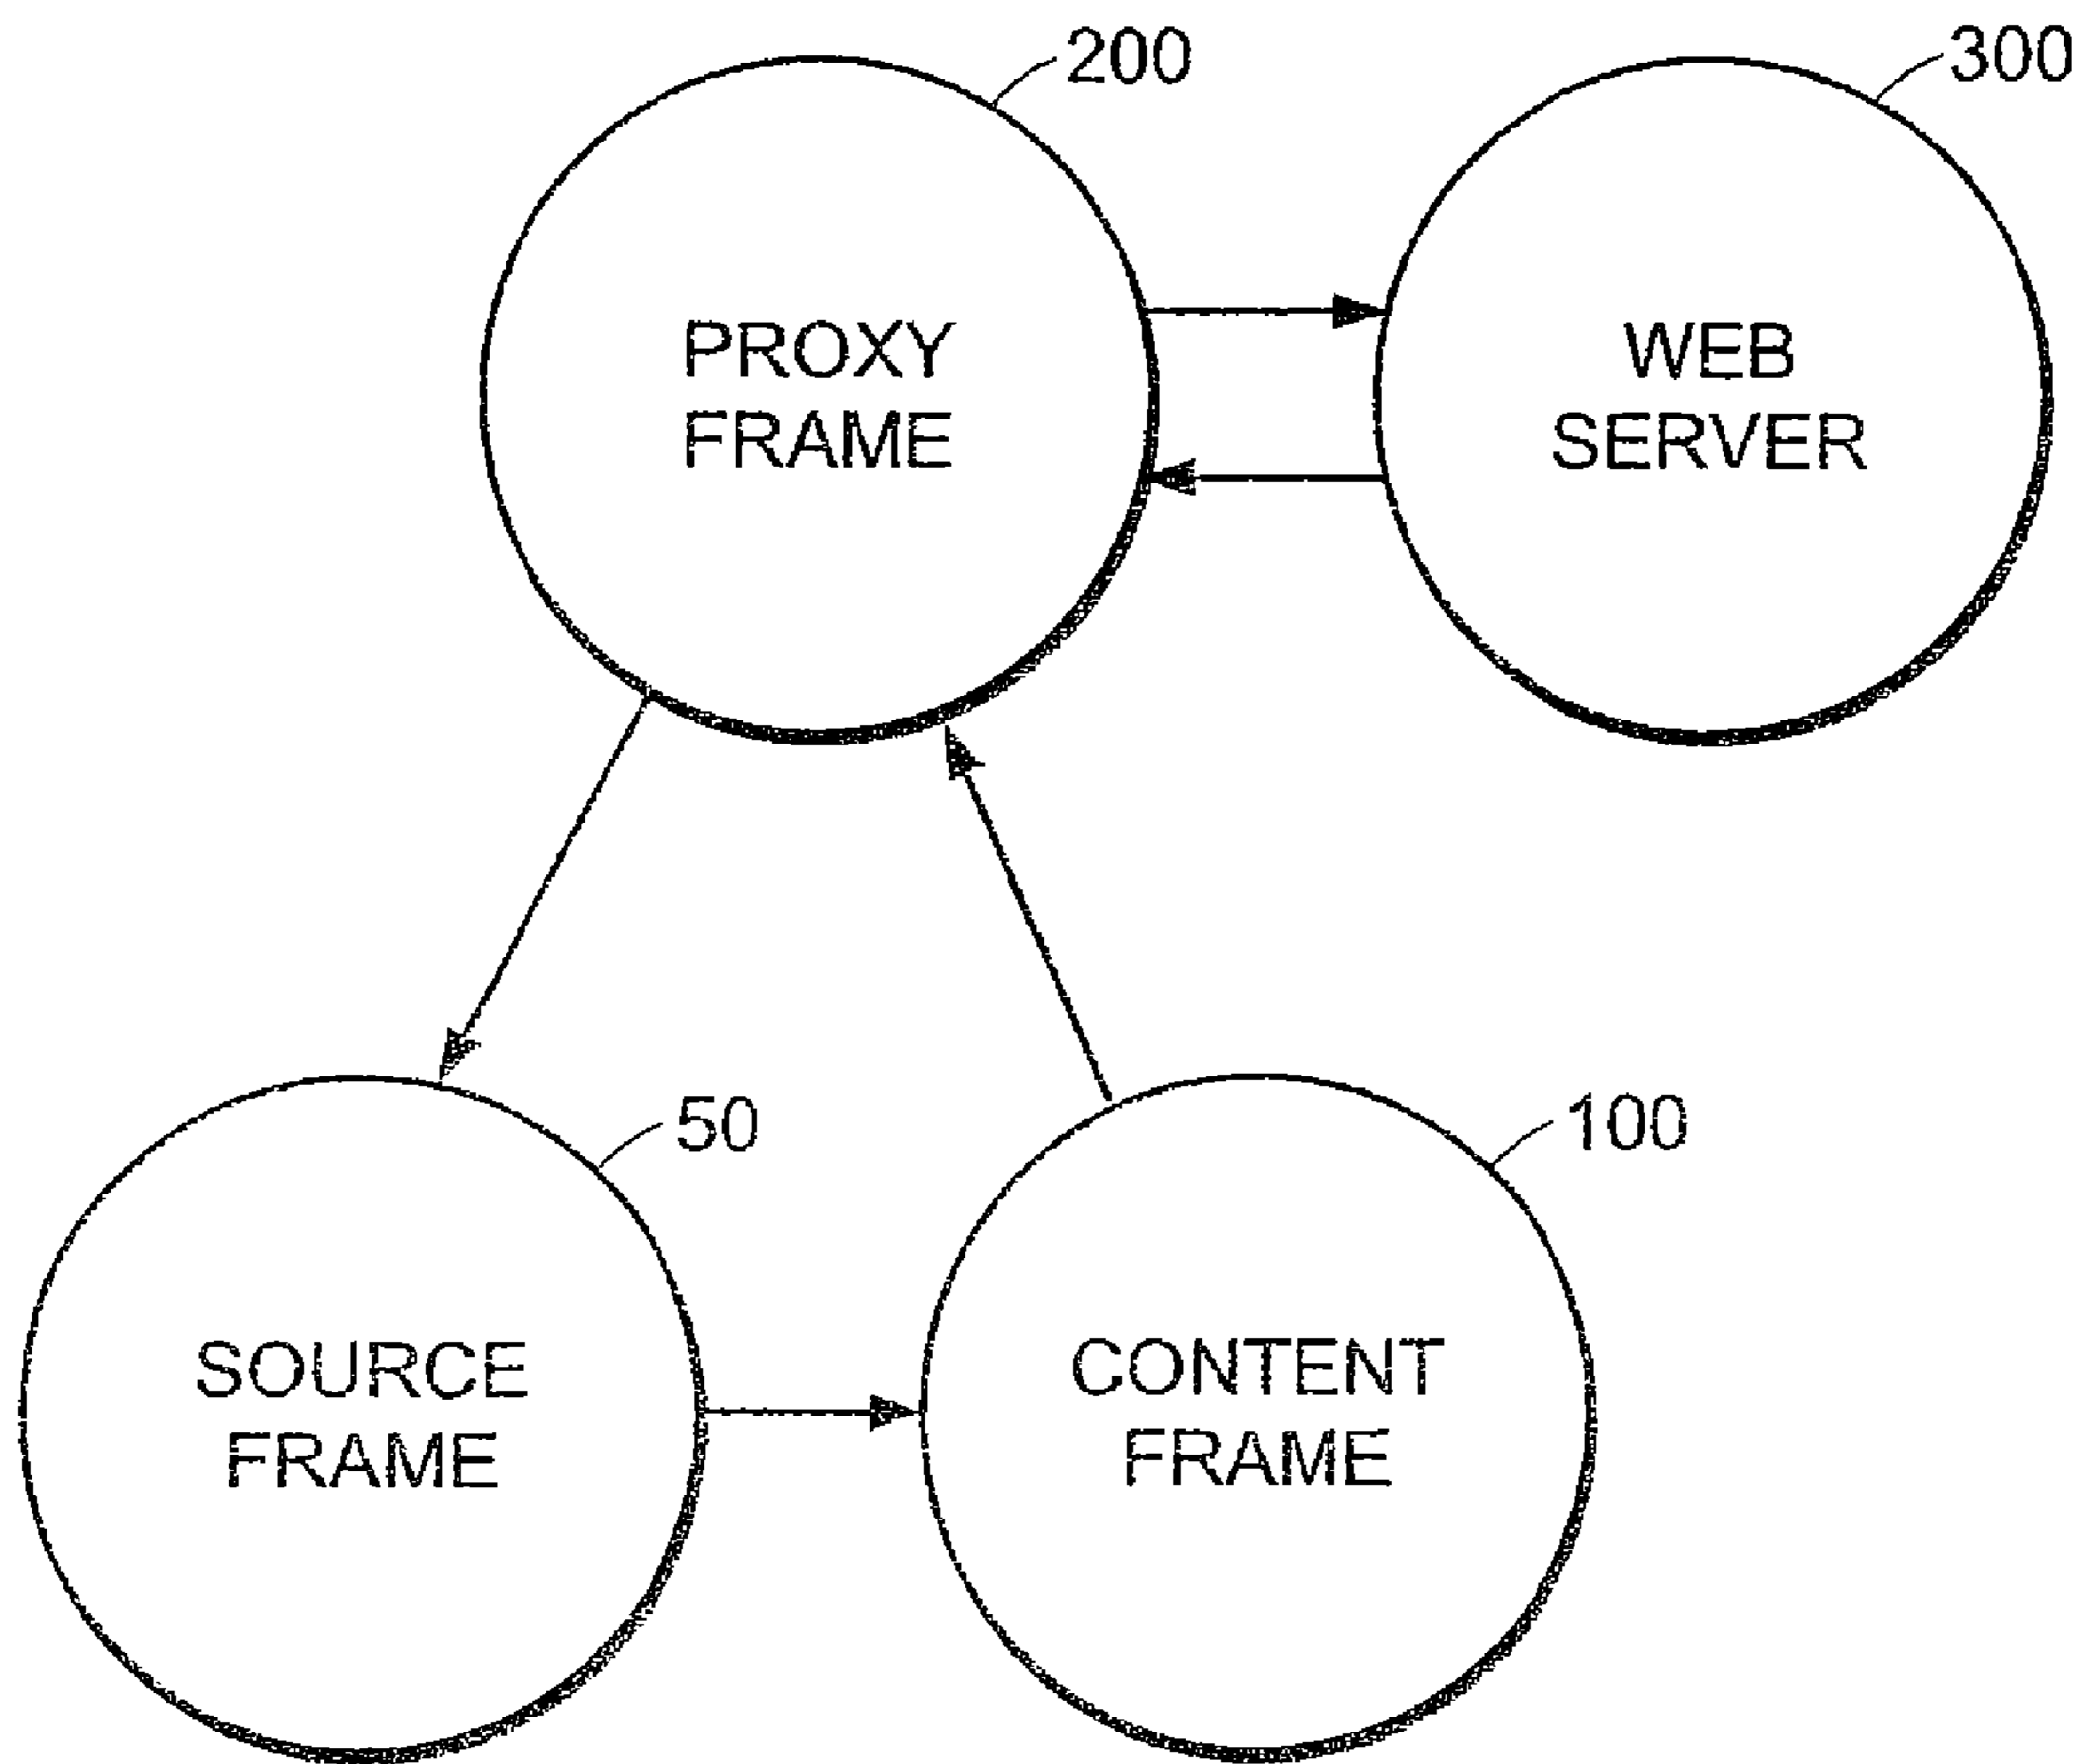 200
300
PROXY
FRAME
WEB
SERVER
50
100
SOURCE
FRAME
CONTENT
FRAME